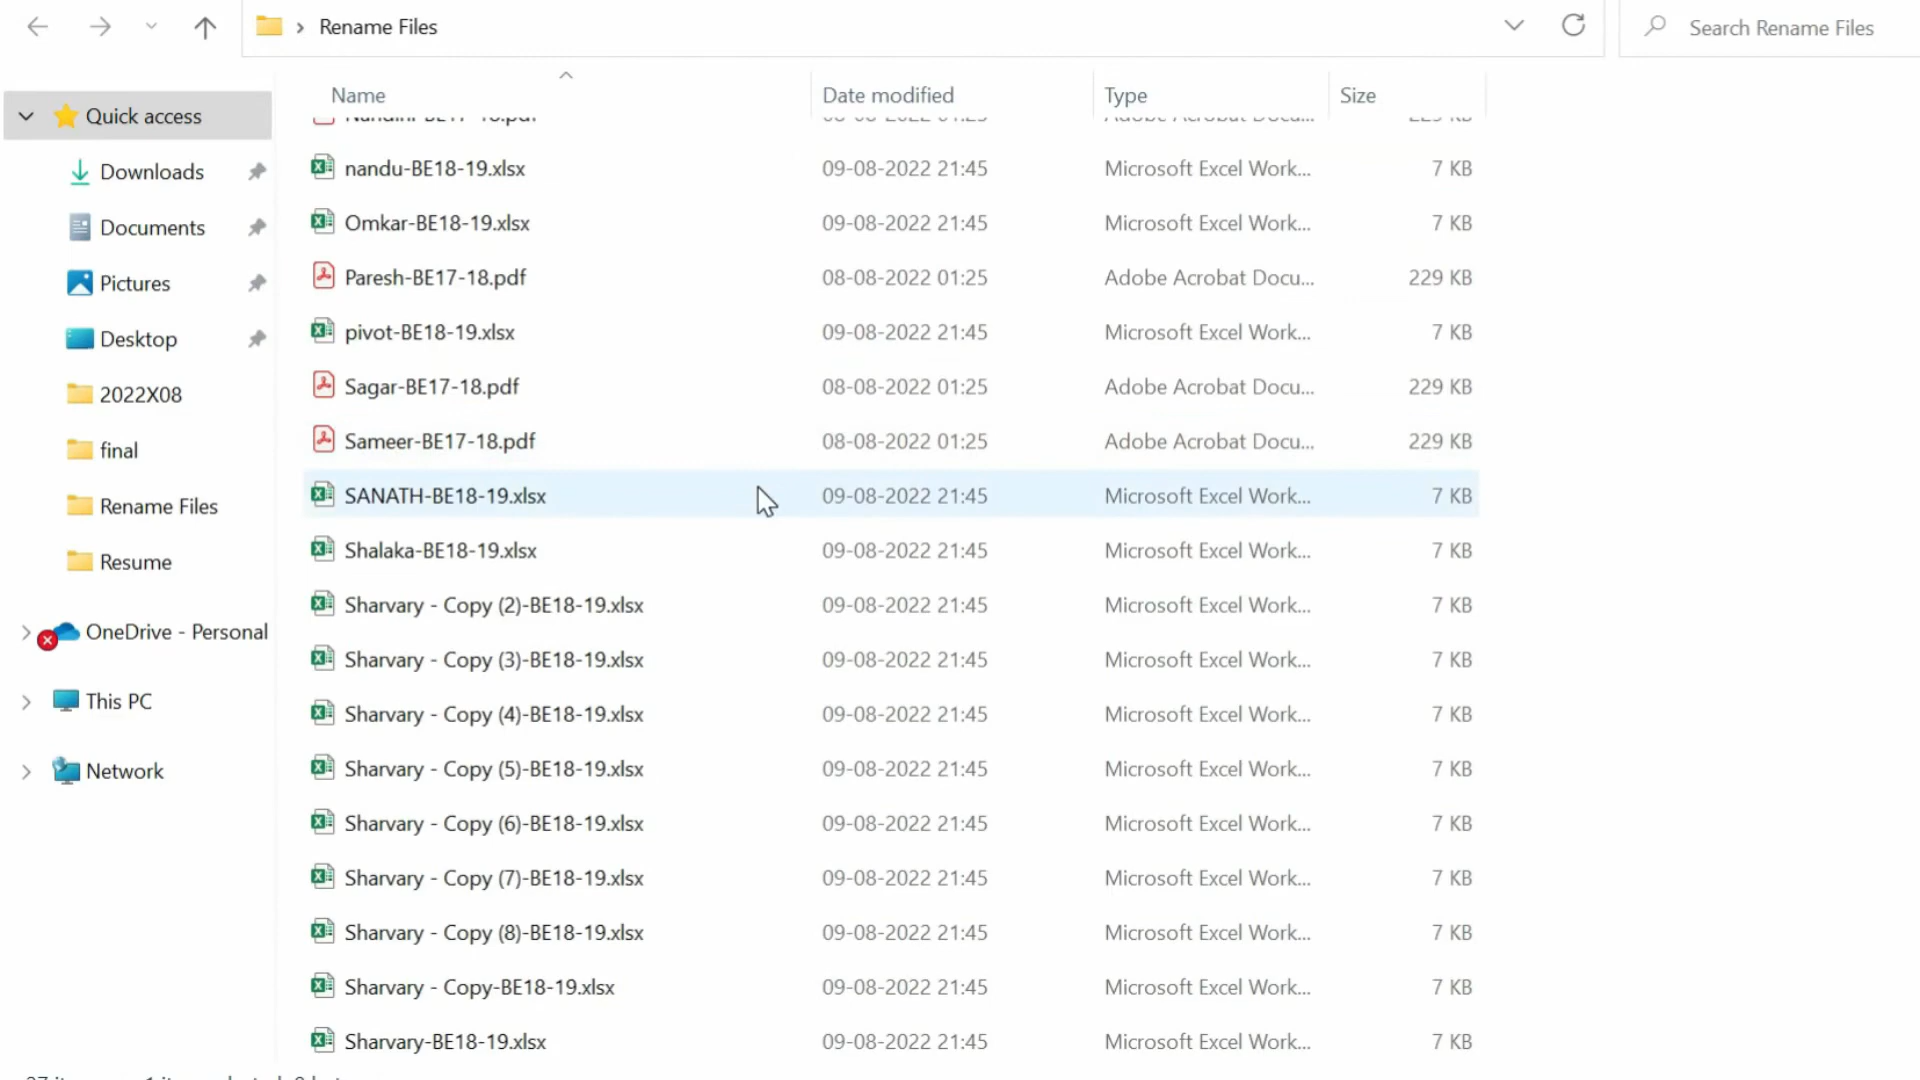 Rename Files
Search Rename Files
Name Date modified Type Size
Quick access
Downloads
Documents
Pictures
Desktop
2022X08
final
Rename Files
Resume
OneDrive - Personal
This PC
Network
nandu-BE18-19.xlsx 09-08-2022 21:45 Microsoft Excel Work... 7 KB
Omkar-BE18-19.xlsx 09-08-2022 21:45 Microsoft Excel Work... 7 KB
Paresh-BE17-18.pdf 08-08-2022 01:25 Adobe Acrobat Docu... 229 KB
pivot-BE18-19.xlsx 09-08-2022 21:45 Microsoft Excel Work... 7 KB
Sagar-BE17-18.pdf 08-08-2022 01:25 Adobe Acrobat Docu... 229 KB
Sameer-BE17-18.pdf 08-08-2022 01:25 Adobe Acrobat Docu... 229 KB
SANATH-BE18-19.xlsx 09-08-2022 21:45 Microsoft Excel Work... 7 KB
Shalaka-BE18-19.xlsx 09-08-2022 21:45 Microsoft Excel Work... 7 KB
Sharvary - Copy (2)-BE18-19.xlsx 09-08-2022 21:45 Microsoft Excel Work... 7 KB
Sharvary - Copy (3)-BE18-19.xlsx 09-08-2022 21:45 Microsoft Excel Work... 7 KB
Sharvary - Copy (4)-BE18-19.xlsx 09-08-2022 21:45 Microsoft Excel Work... 7 KB
Sharvary - Copy (5)-BE18-19.xlsx 09-08-2022 21:45 Microsoft Excel Work... 7 KB
Sharvary - Copy (6)-BE18-19.xlsx 09-08-2022 21:45 Microsoft Excel Work... 7 KB
Sharvary - Copy (7)-BE18-19.xlsx 09-08-2022 21:45 Microsoft Excel Work... 7 KB
Sharvary - Copy (8)-BE18-19.xlsx 09-08-2022 21:45 Microsoft Excel Work... 7 KB
Sharvary - Copy-BE18-19.xlsx 09-08-2022 21:45 Microsoft Excel Work... 7 KB
Sharvary-BE18-19.xlsx 09-08-2022 21:45 Microsoft Excel Work... 7 KB